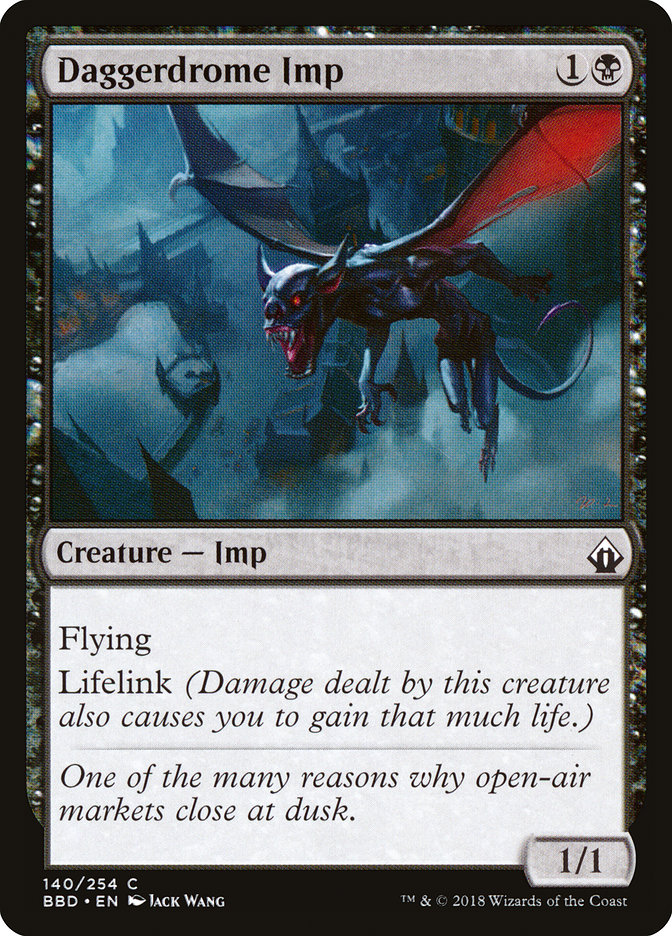 Daggerdrome Imp 1
Creature — Imp
Flying
Lifelink (Damage dealt by this creature
also causes you to gain that much life.)
One of the many reasons why open-air
markets close at dusk.
1/1
140/254 C
BBD • EN Jack Wang
™ & © 2018 Wizards of the Coast